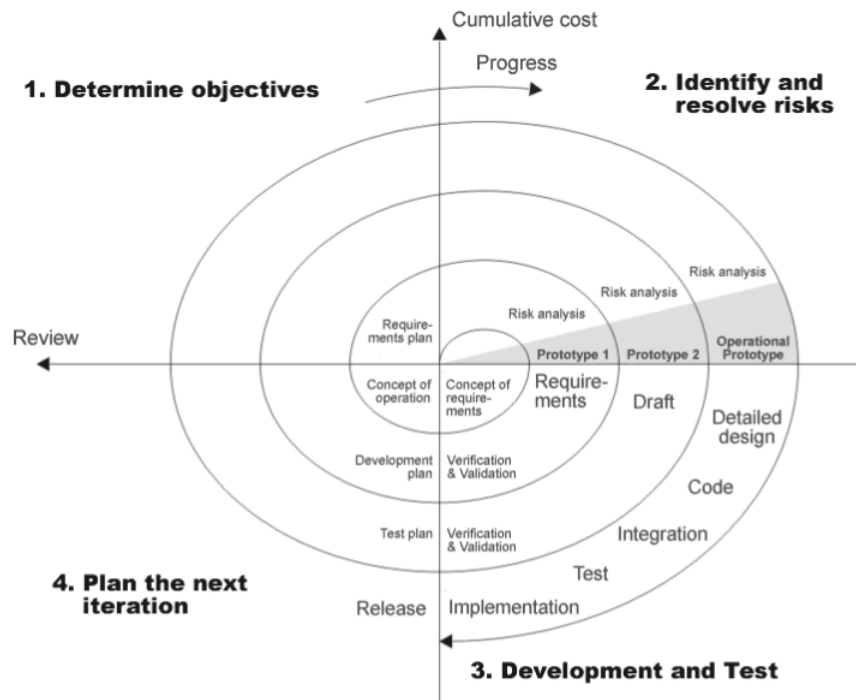 Cumulative cost
Progress
1. Determine objectives
2. Identify and
resolve risks
Risk analysis
Risk analysis
Risk analysis
Require-
ments plan
Review
Prototype 1
Prototype 2
Operational
Prototype
Concept of
operation
Concept of
require-
ments
Require-
ments
Draft
Detailed
design
Development
plan
Verification
& Validation
Code
Test plan
Verification
& Validation
Integration
Test
4. Plan the next
iteration
Release
Implementation
3. Development and Test